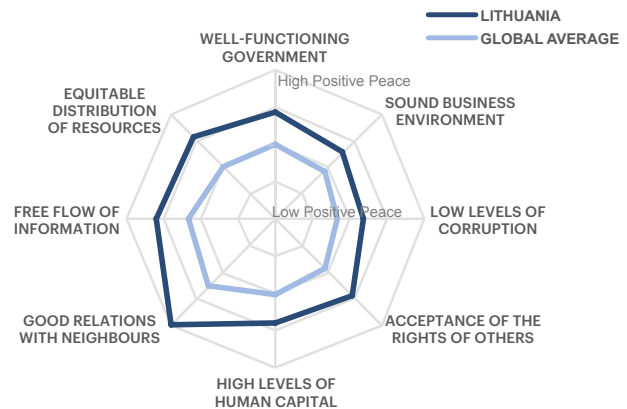 LITHUANIA
GLOBAL AVERAGE
WELL-FUNCTIONING
GOVERNMENT
High Positive Peace
EQUITABLE
DISTRIBUTION
OF RESOURCES
SOUND BUSINESS
ENVIRONMENT
FREE FLOW OF
INFORMATION
Low Positive Peace
LOW LEVELS OF
CORRUPTION
GOOD RELATIONS
WITH NEIGHBOURS
ACCEPTANCE OF THE
RIGHTS OF OTHERS
HIGH LEVELS OF
HUMAN CAPITAL